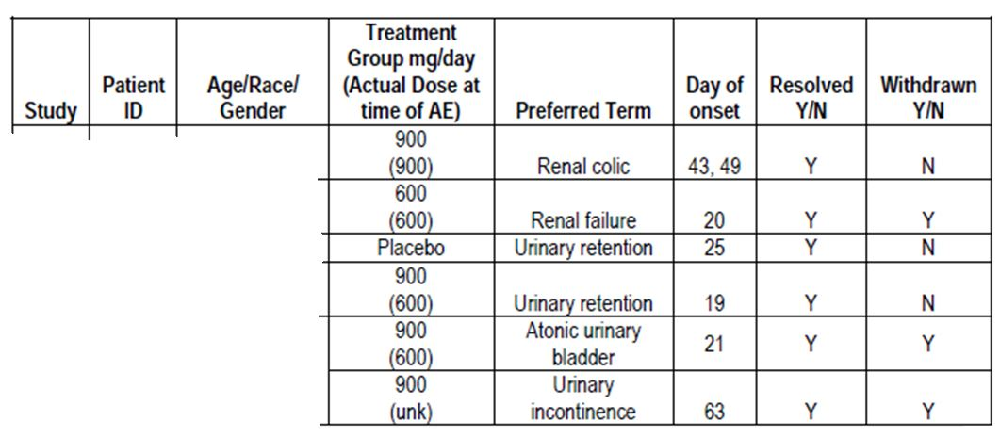 Study Patient ID Age/Race/ Gender Treatment Group mg/day (Actual Dose at time of AE) Preferred Term Day of onset Resolved Y/N Withdrawn Y/N
900 (900) Renal colic 43, 49 Y N
600 (600) Renal failure 20 Y Y
Placebo Urinary retention 25 Y N
900 (600) Urinary retention 19 Y N
900 (600) Atonic urinary bladder 21 Y Y
900 (unk) Urinary incontinence 63 Y Y